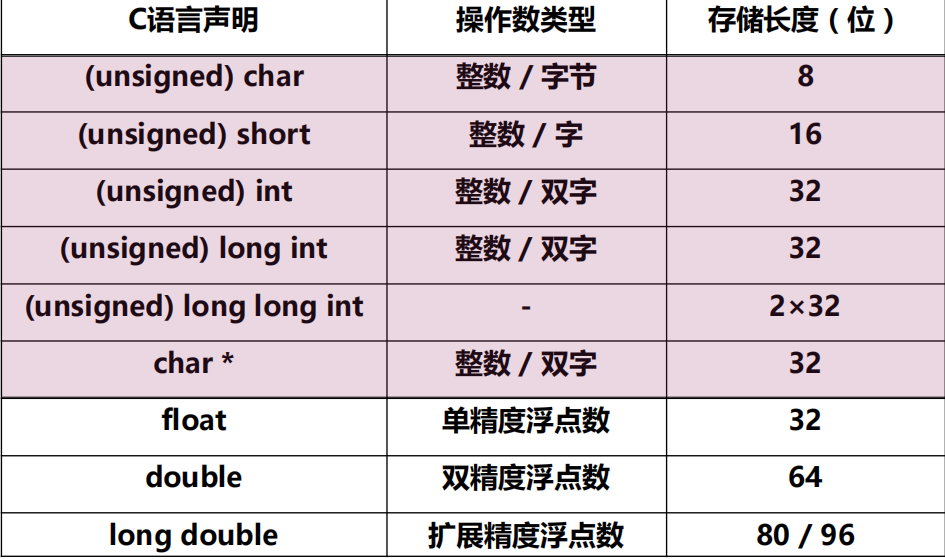 C语言声明 操作数类型 存储长度（位）
(unsigned) char 整数 / 字节 8
(unsigned) short 整数 / 字 16
(unsigned) int 整数 / 双字 32
(unsigned) long int 整数 / 双字 32
(unsigned) long long int - 2×32
char * 整数 / 双字 32
float 单精度浮点数 32
double 双精度浮点数 64
long double 扩展精度浮点数 80 / 96